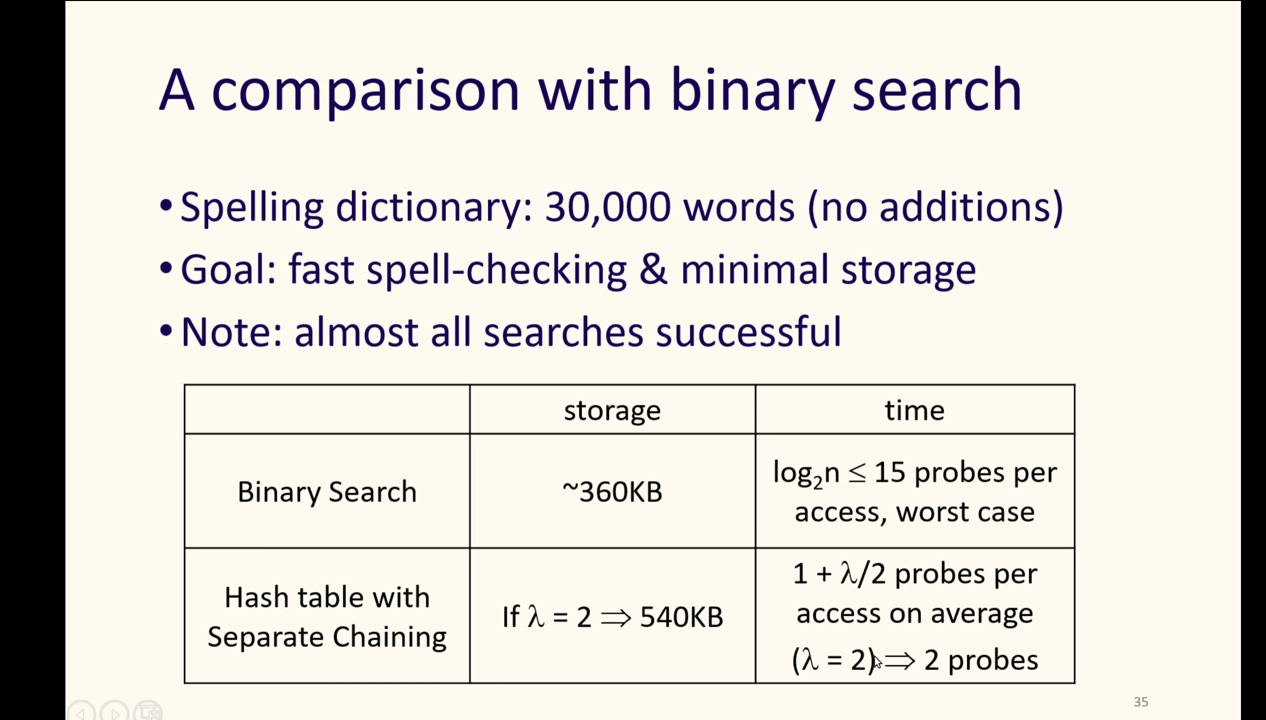 A comparison with binary search
•Spelling dictionary: 30,000 words (no additions)
•Goal: fast spell-checking & minimal storage
•Note: almost all searches successful
storage
time
Binary Search
~360KB
log₂n ≤ 15 probes per
access, worst case
Hash table with
Separate Chaining
If λ = 2 ⇒ 540KB
1 + λ/2 probes per
access on average
(λ = 2) ⇒ 2 probes
35